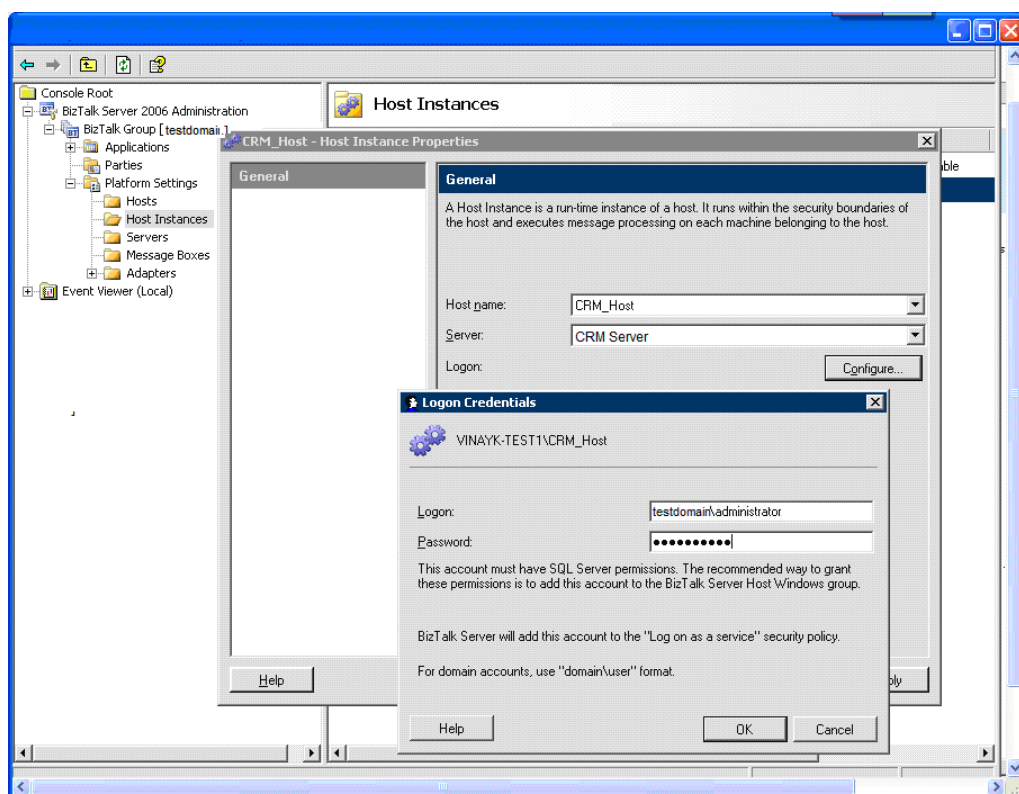 Console Root
BizTalk Server 2006 Administration
BizTalk Group [testdomain.]
Applications
Parties
Platform Settings
Hosts
Host Instances
Servers
Message Boxes
Adapters
Event Viewer (Local)
Host Instances
CRM_Host - Host Instance Properties
General
General
A Host Instance is a run-time instance of a host. It runs within the security boundaries of
the host and executes message processing on each machine belonging to the host.
Host name:
CRM_Host
Server:
CRM Server
Logon:
Configure...
Logon Credentials
VINAYK-TEST1\CRM_Host
Logon:
testdomain\administrator
Password:
●●●●●●●●●●
This account must have SQL Server permissions. The recommended way to grant
these permissions is to add this account to the BizTalk Server Host Windows group.
BizTalk Server will add this account to the "Log on as a service" security policy.
For domain accounts, use "domain\user" format.
Help
OK
Cancel
Help